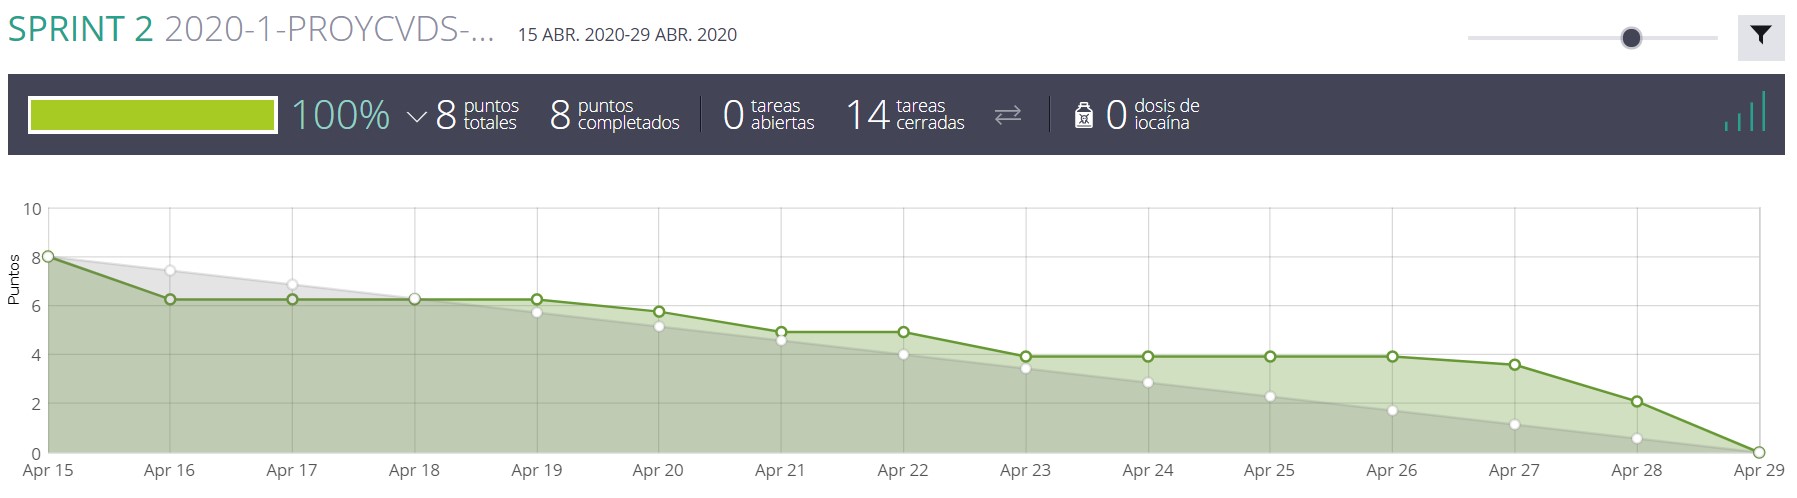 SPRINT 2 2020-1-PROYCVDS-... 15 ABR. 2020-29 ABR. 2020
100% 8 puntos totales 8 puntos completados 0 tareas abiertas 14 tareas cerradas 0 dosis de iocaína
10
8
6
4
2
0
Puntos
Apr 15 Apr 16 Apr 17 Apr 18 Apr 19 Apr 20 Apr 21 Apr 22 Apr 23 Apr 24 Apr 25 Apr 26 Apr 27 Apr 28 Apr 29